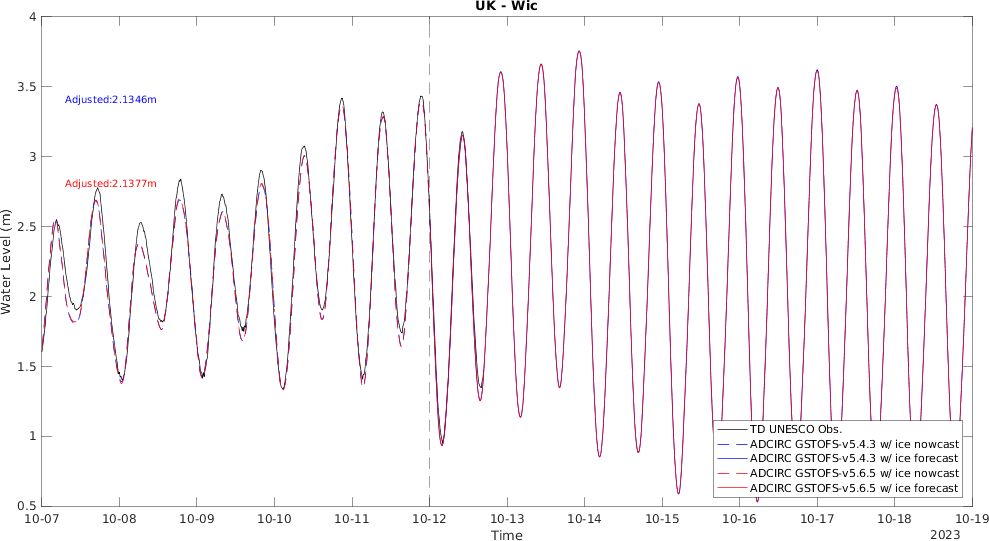 UK - Wic
4
3.5
3
2.5
2
1.5
1
0.5
Water Level (m)
Adjusted:2.1346m
Adjusted:2.1377m
TD UNESCO Obs.
ADCIRC GSTOFS-v5.4.3 w/ ice nowcast
ADCIRC GSTOFS-v5.4.3 w/ ice forecast
ADCIRC GSTOFS-v5.6.5 w/ ice nowcast
ADCIRC GSTOFS-v5.6.5 w/ ice forecast
10-07 10-08 10-09 10-10 10-11 10-12 10-13 10-14 10-15 10-16 10-17 10-18 10-19
Time
2023